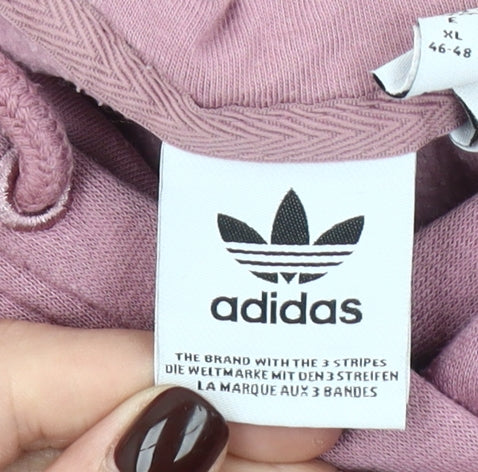 E
XL
46-48
adidas
THE BRAND WITH THE 3 STRIPES
DIE WELTMARKE MIT DEN 3 STREIFEN
LA MARQUE AUX 3 BANDES